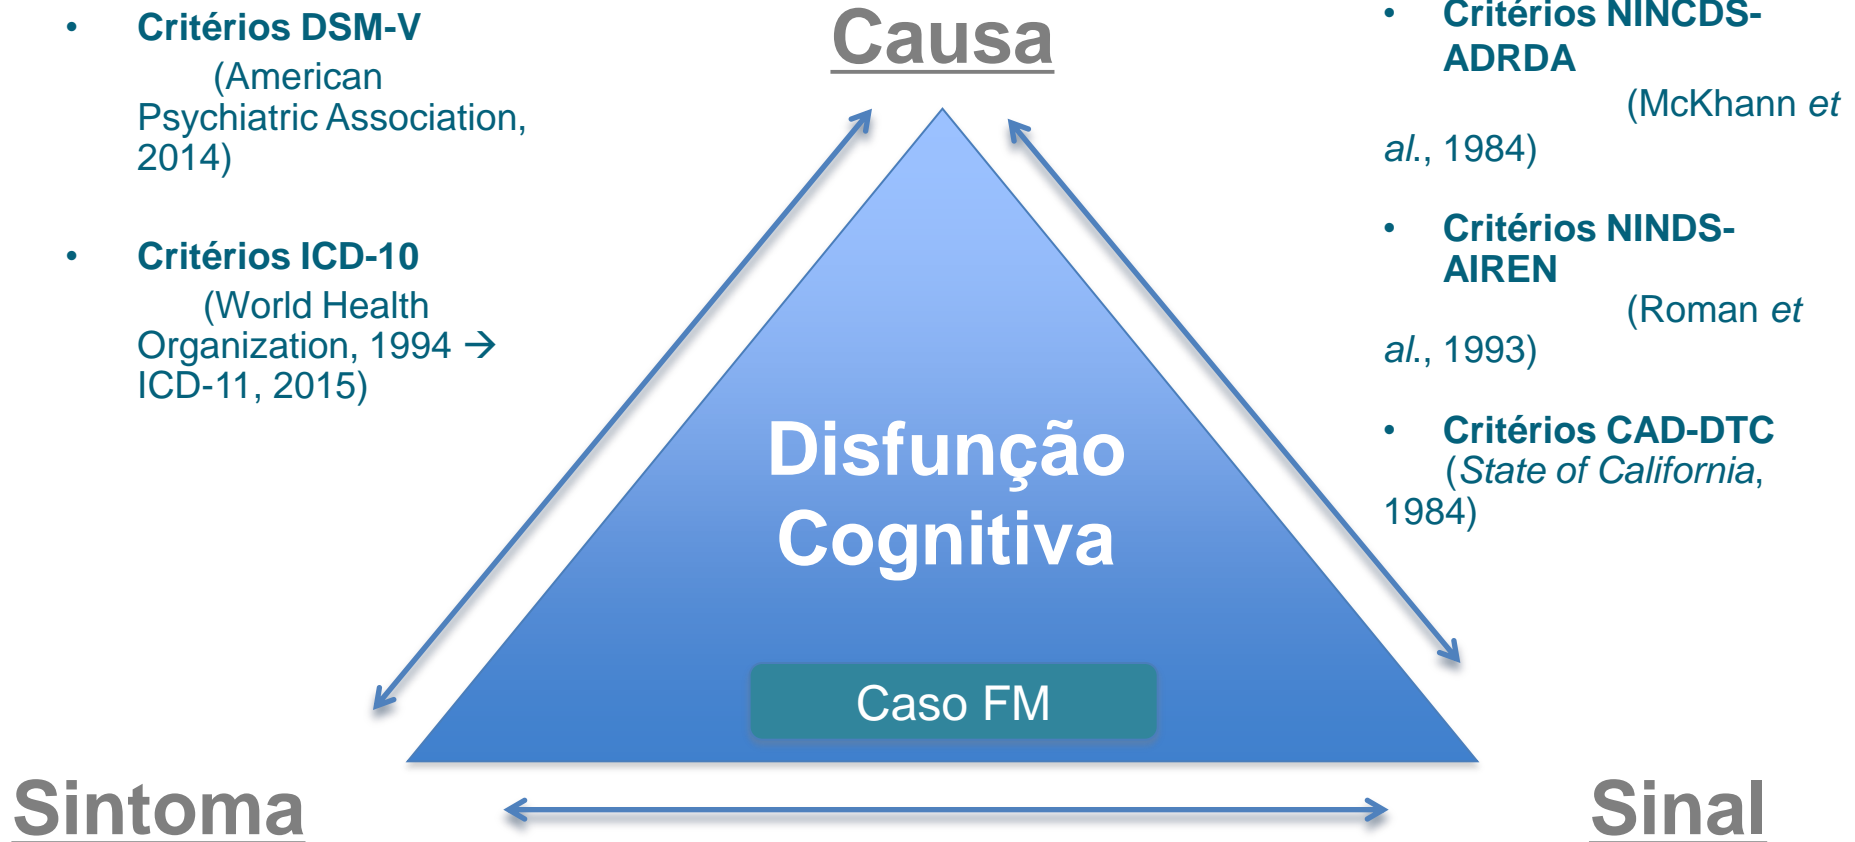 • Critérios DSM-V
(American
Psychiatric Association,
2014)
• Critérios ICD-10
(World Health
Organization, 1994 →
ICD-11, 2015)
Causa
• Critérios NINCDS-
ADRDA
(McKhann et
al., 1984)
• Critérios NINDS-
AIREN
(Roman et
al., 1993)
• Critérios CAD-DTC
(State of California,
1984)
Disfunção
Cognitiva
Caso FM
Sintoma
Sinal